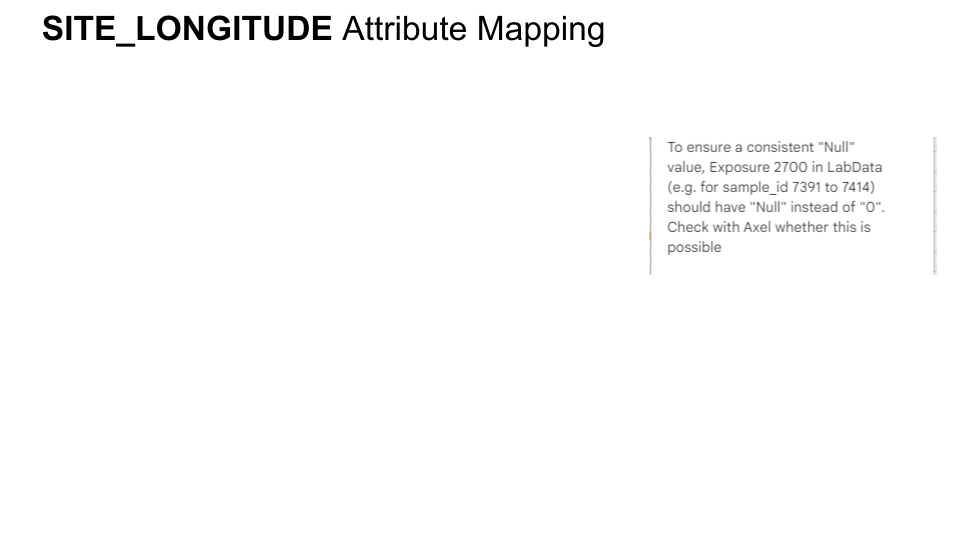 SITE_LONGITUDE Attribute Mapping
To ensure a consistent "Null"
value, Exposure 2700 in LabData
(e.g. for sample_id 7391 to 7414)
should have "Null" instead of "0".
Check with Axel whether this is
possible